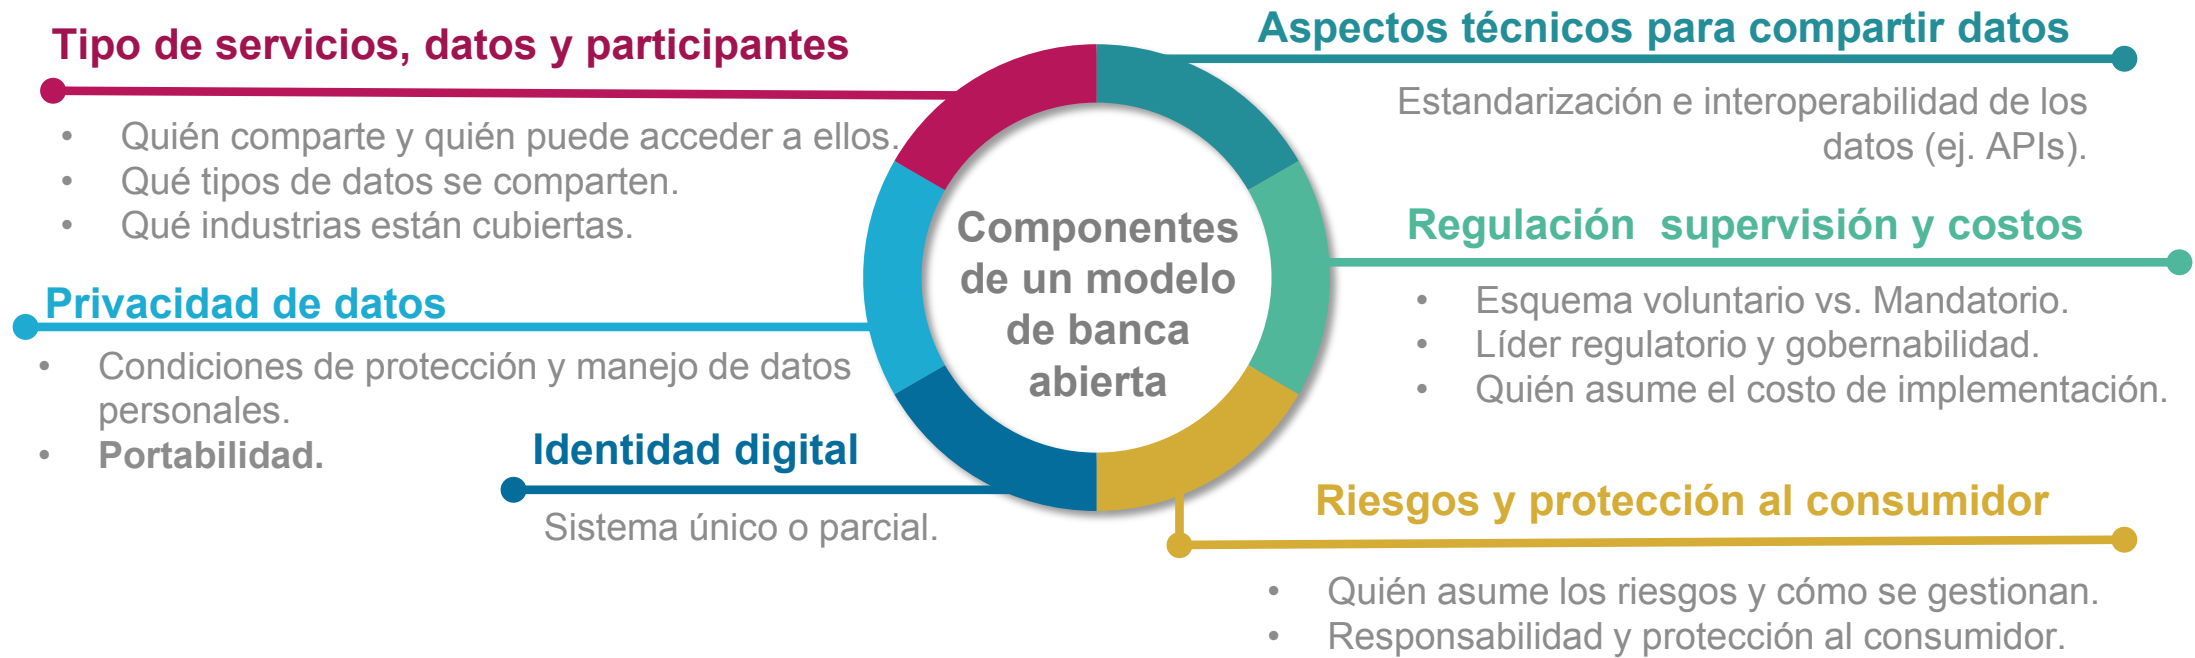 Tipo de servicios, datos y participantes
• Quién comparte y quién puede acceder a ellos.
• Qué tipos de datos se comparten.
• Qué industrias están cubiertas.
Privacidad de datos
• Condiciones de protección y manejo de datos
personales.
• Portabilidad.
Identidad digital
Sistema único o parcial.
Componentes
de un modelo
de banca
abierta
Aspectos técnicos para compartir datos
Estandarización e interoperabilidad de los
datos (ej. APIs).
Regulación  supervisión y costos
• Esquema voluntario vs. Mandatorio.
• Líder regulatorio y gobernabilidad.
• Quién asume el costo de implementación.
Riesgos y protección al consumidor
• Quién asume los riesgos y cómo se gestionan.
• Responsabilidad y protección al consumidor.